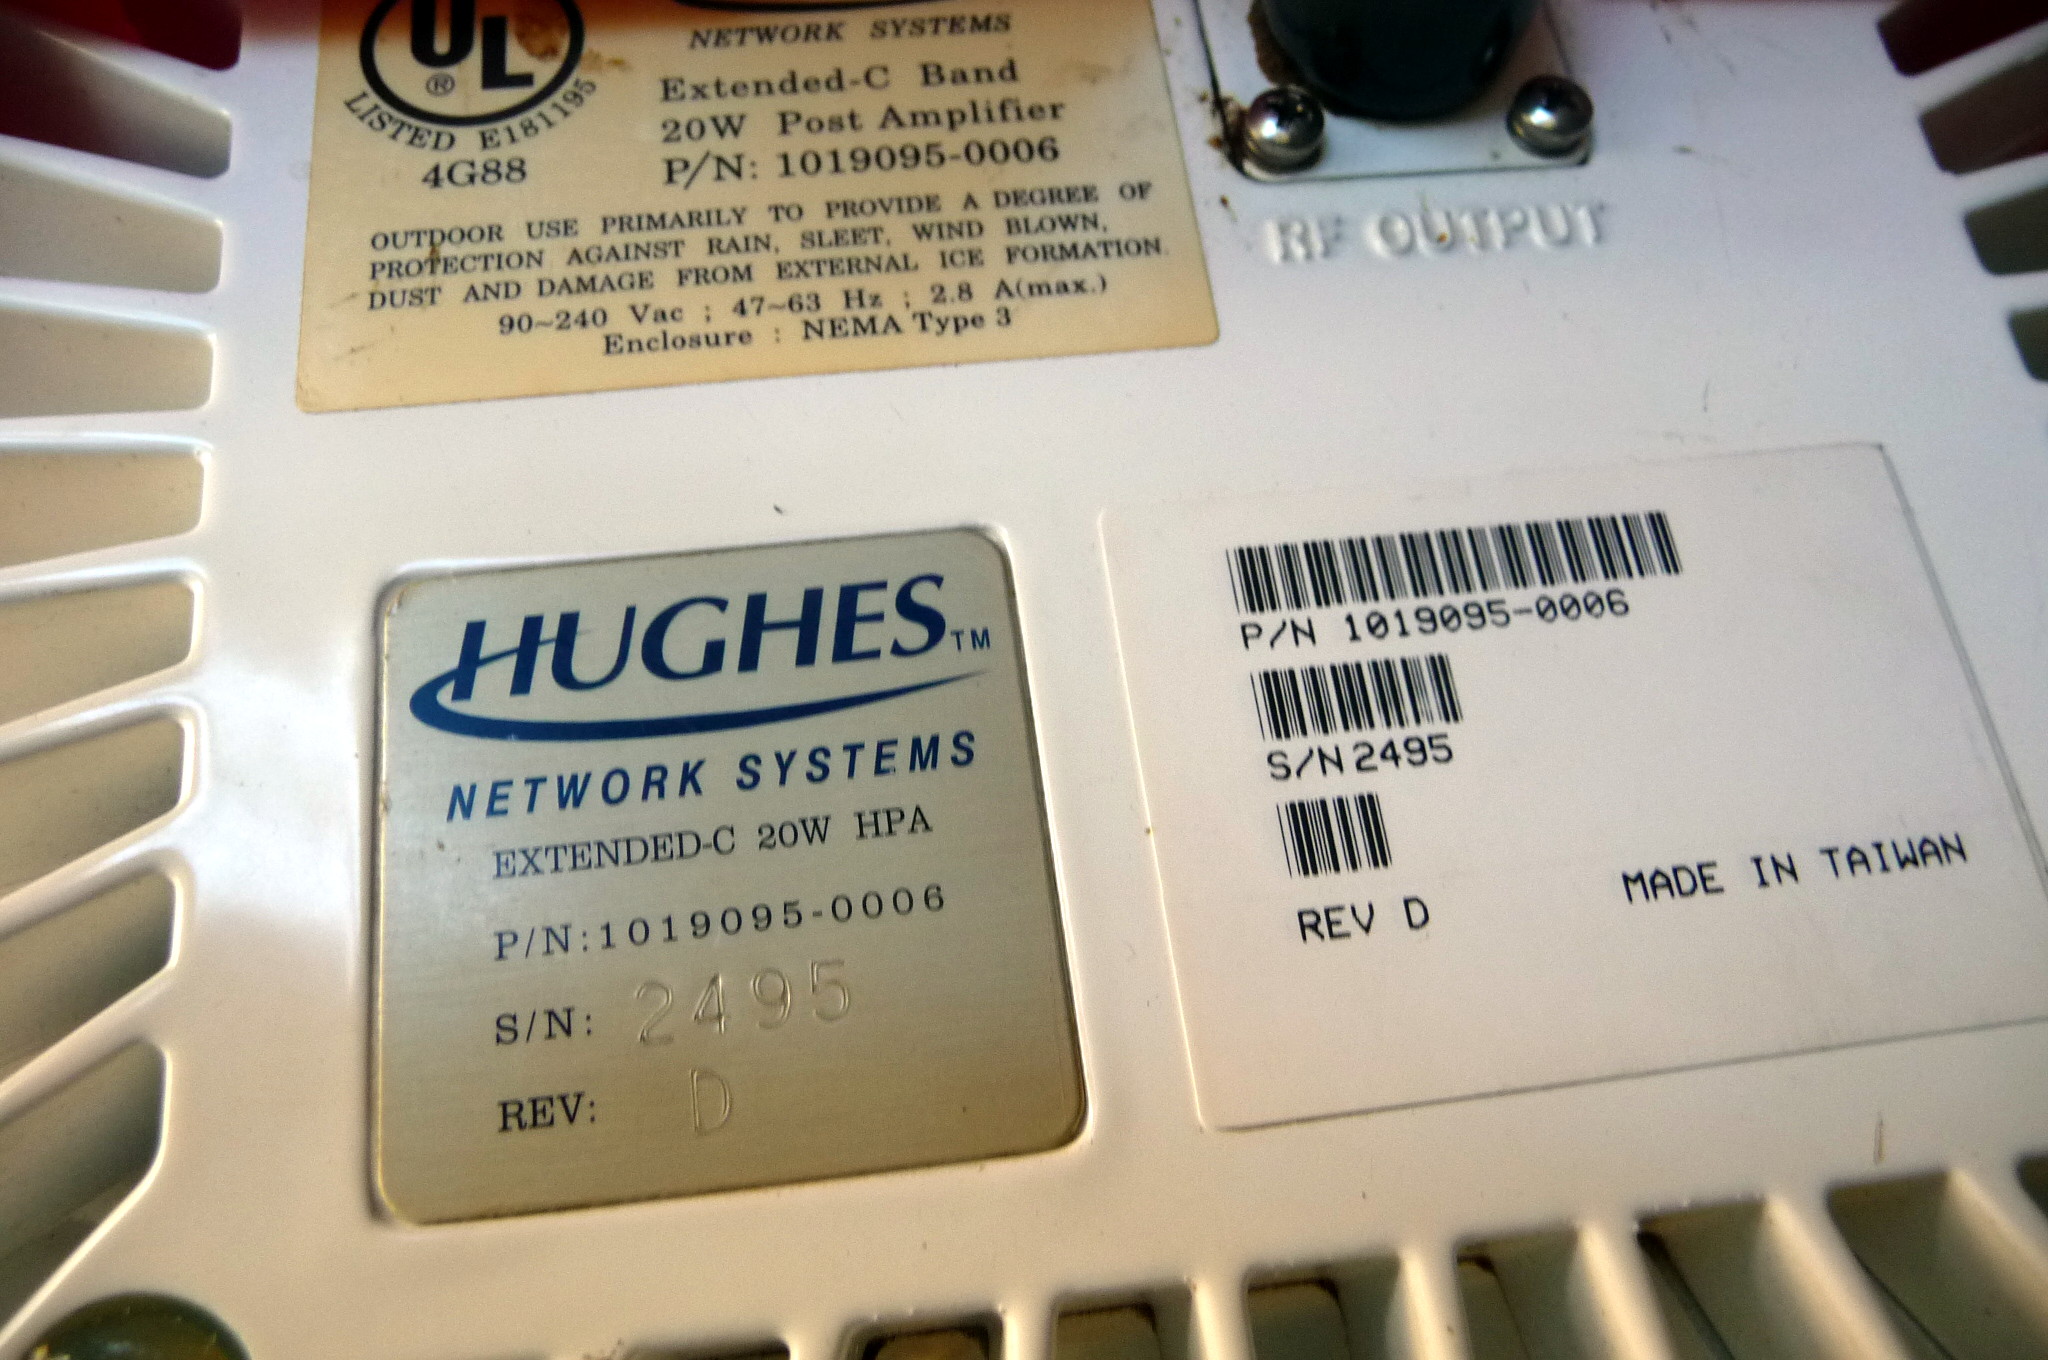 UL
®
LISTED E181195
4G88
NETWORK SYSTEMS
Extended-C Band
20W Post Amplifier
P/N: 1019095-0006
OUTDOOR USE PRIMARILY TO PROVIDE A DEGREE OF
PROTECTION AGAINST RAIN, SLEET, WIND BLOWN,
DUST AND DAMAGE FROM EXTERNAL ICE FORMATION.
90~240 Vac ; 47~63 Hz ; 2.8 A(max.)
Enclosure : NEMA Type 3
RF OUTPUT
HUGHES TM
NETWORK SYSTEMS
EXTENDED-C 20W HPA
P/N:1019095-0006
S/N: 2495
REV: D
P/N 1019095-0006
S/N 2495
REV D
MADE IN TAIWAN